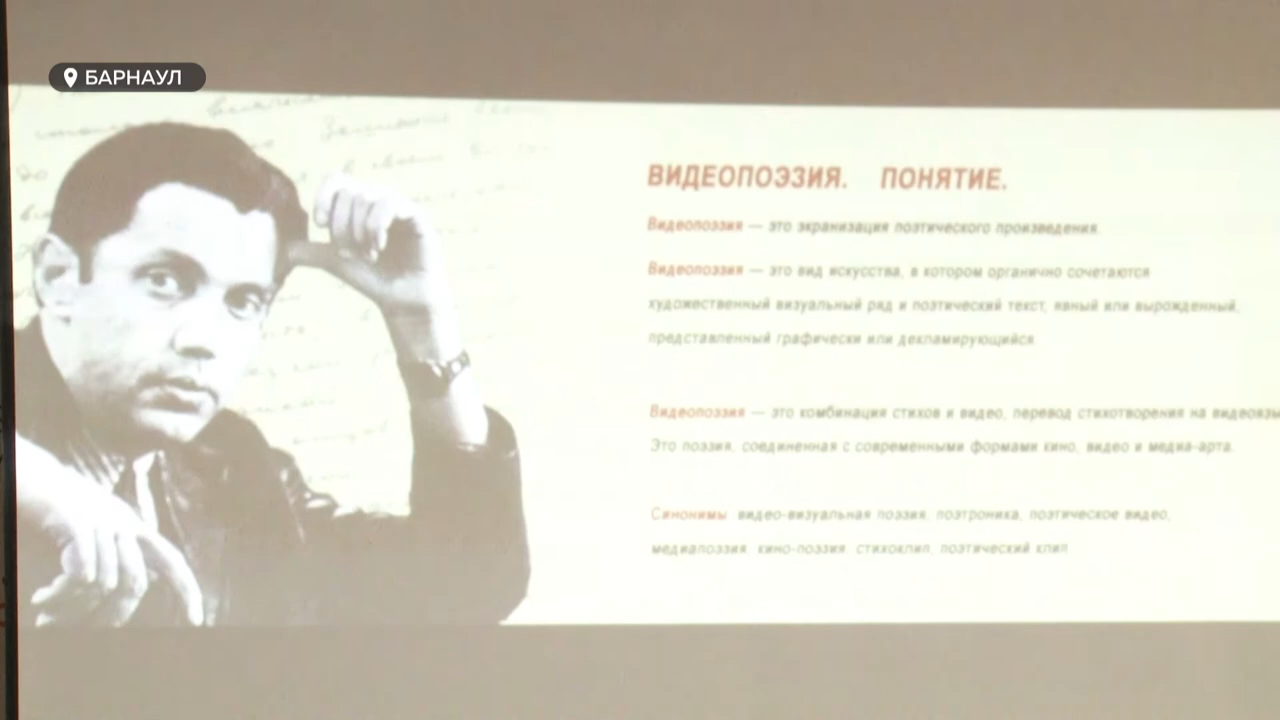 БАРНАУЛ
ВИДЕОПОЭЗИЯ. ПОНЯТИЕ.
Видеопоэзия — это экранизация поэтического произведения.
Видеопоэзия — это вид искусства, в котором органично сочетаются
художественный визуальный ряд и поэтический текст, явный или вырожденный,
представленный графически или декламирующийся.
Видеопоэзия — это комбинация стихов и видео, перевод стихотворения на видеоязы
Это поэзия, соединенная с современными формами кино, видео и медиа-арта.
Синонимы видео-визуальная поэзия, поэтроника, поэтическое видео,
медиапоэзия, кино-поэзия, стихоклип, поэтический клип